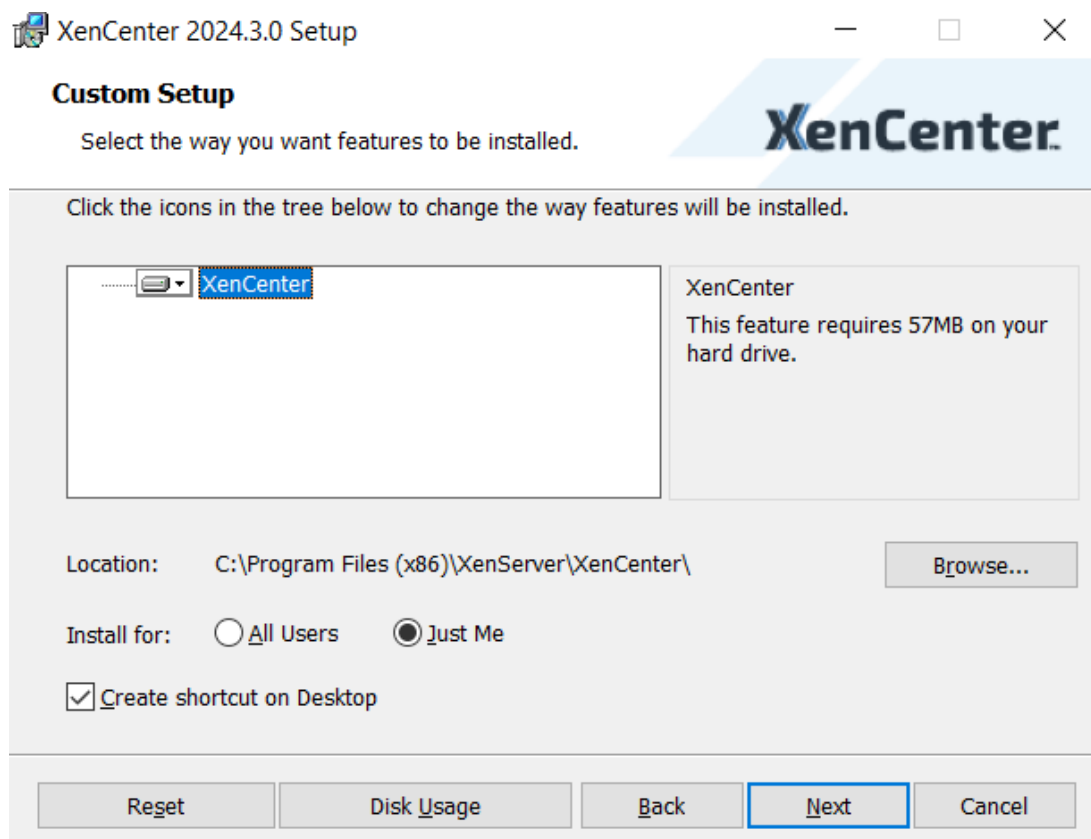 XenCenter 2024.3.0 Setup
Custom Setup
Select the way you want features to be installed.
XenCenter
Click the icons in the tree below to change the way features will be installed.
XenCenter
XenCenter
This feature requires 57MB on your
hard drive.
Location: C:\Program Files (x86)\XenServer\XenCenter\ Browse...
Install for: All Users Just Me
Create shortcut on Desktop
Reset Disk Usage Back Next Cancel